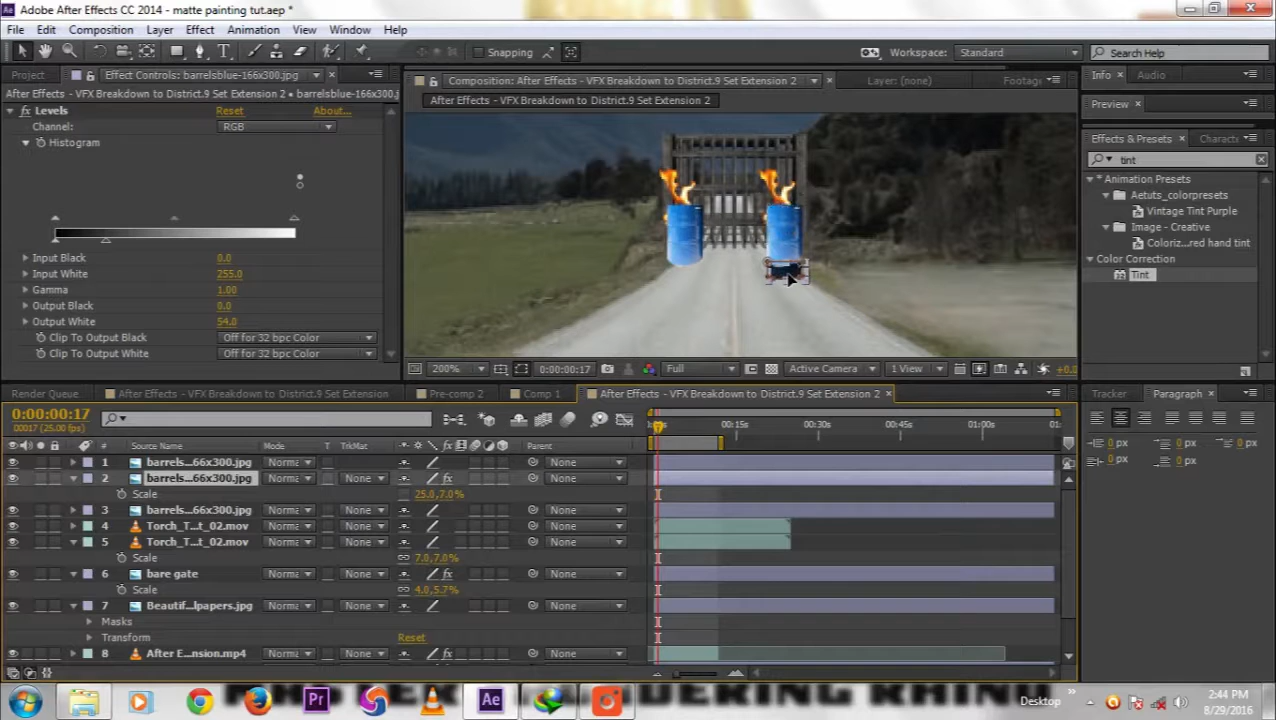 Adobe After Effects CC 2014 - matte painting tut.aep *
File Edit Composition Layer Effect Animation View Window Help
Snapping
Workspace: Standard
Search Help
Project
Effect Controls: barrelsblue-166x300.jpg
After Effects - VFX Breakdown to District.9 Set Extension 2 • barrelsblue-166x300.j
fx Levels Reset About...
Channel: RGB
Histogram
Input Black 0.0
Input White 255.0
Gamma 1.00
Output Black 0.0
Output White 54.0
Clip To Output Black Off for 32 bpc Color
Clip To Output White Off for 32 bpc Color
Composition: After Effects - VFX Breakdown to District.9 Set Extension 2
Layer: (none)
Footage
After Effects - VFX Breakdown to District.9 Set Extension 2
200% 0:00:00:17 Full Active Camera 1 View +0.0
Info Audio
Preview
Effects & Presets Charact
tint
* Animation Presets
Aetuts_colorpresets
Vintage Tint Purple
Image - Creative
Coloriz...red hand tint
Color Correction
Tint
Render Queue
After Effects - VFX Breakdown to District.9 Set Extension
Pre-comp 2
Comp 1
After Effects - VFX Breakdown to District.9 Set Extension 2
0:00:00:17
00017 (25.00 fps)
# Source Name Mode T TrkMat Parent
00:15s 00:30s 00:45s 01:00s 01:
1 barrels...66x300.jpg Norma None
2 barrels...66x300.jpg Norma None None
Scale 25.0,7.0%
3 barrels...66x300.jpg Norma None None
4 Torch_T...t_02.mov Norma None None
5 Torch_T...t_02.mov Norma None None
Scale 7.0,7.0%
6 bare gate Norma None None
Scale 4.0,5.7%
7 Beautif...lpapers.jpg Norma None None
Masks
Transform Reset
8 After E...nsion.mp4 Norma None None
Tracker Paragraph
0 px 0 px 0 px
0 px 0 px
Pr
Ae
Desktop
2:44 PM
8/29/2016